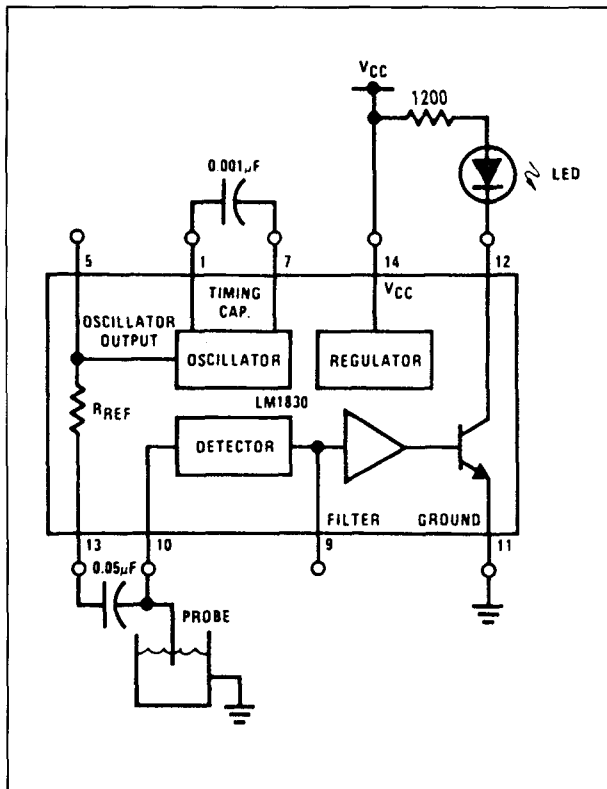 VCC
1200
LED
0.001μF
5
1
7
14
12
TIMING
CAP.
VCC
OSCILLATOR
OUTPUT
OSCILLATOR
REGULATOR
LM1830
RREF
DETECTOR
FILTER
GROUND
13
10
9
11
0.05μF
PROBE